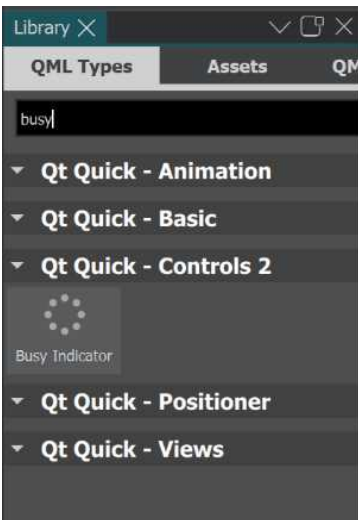 Library
QML Types Assets QM
busy
Qt Quick - Animation
Qt Quick - Basic
Qt Quick - Controls 2
Busy Indicator
Qt Quick - Positioner
Qt Quick - Views